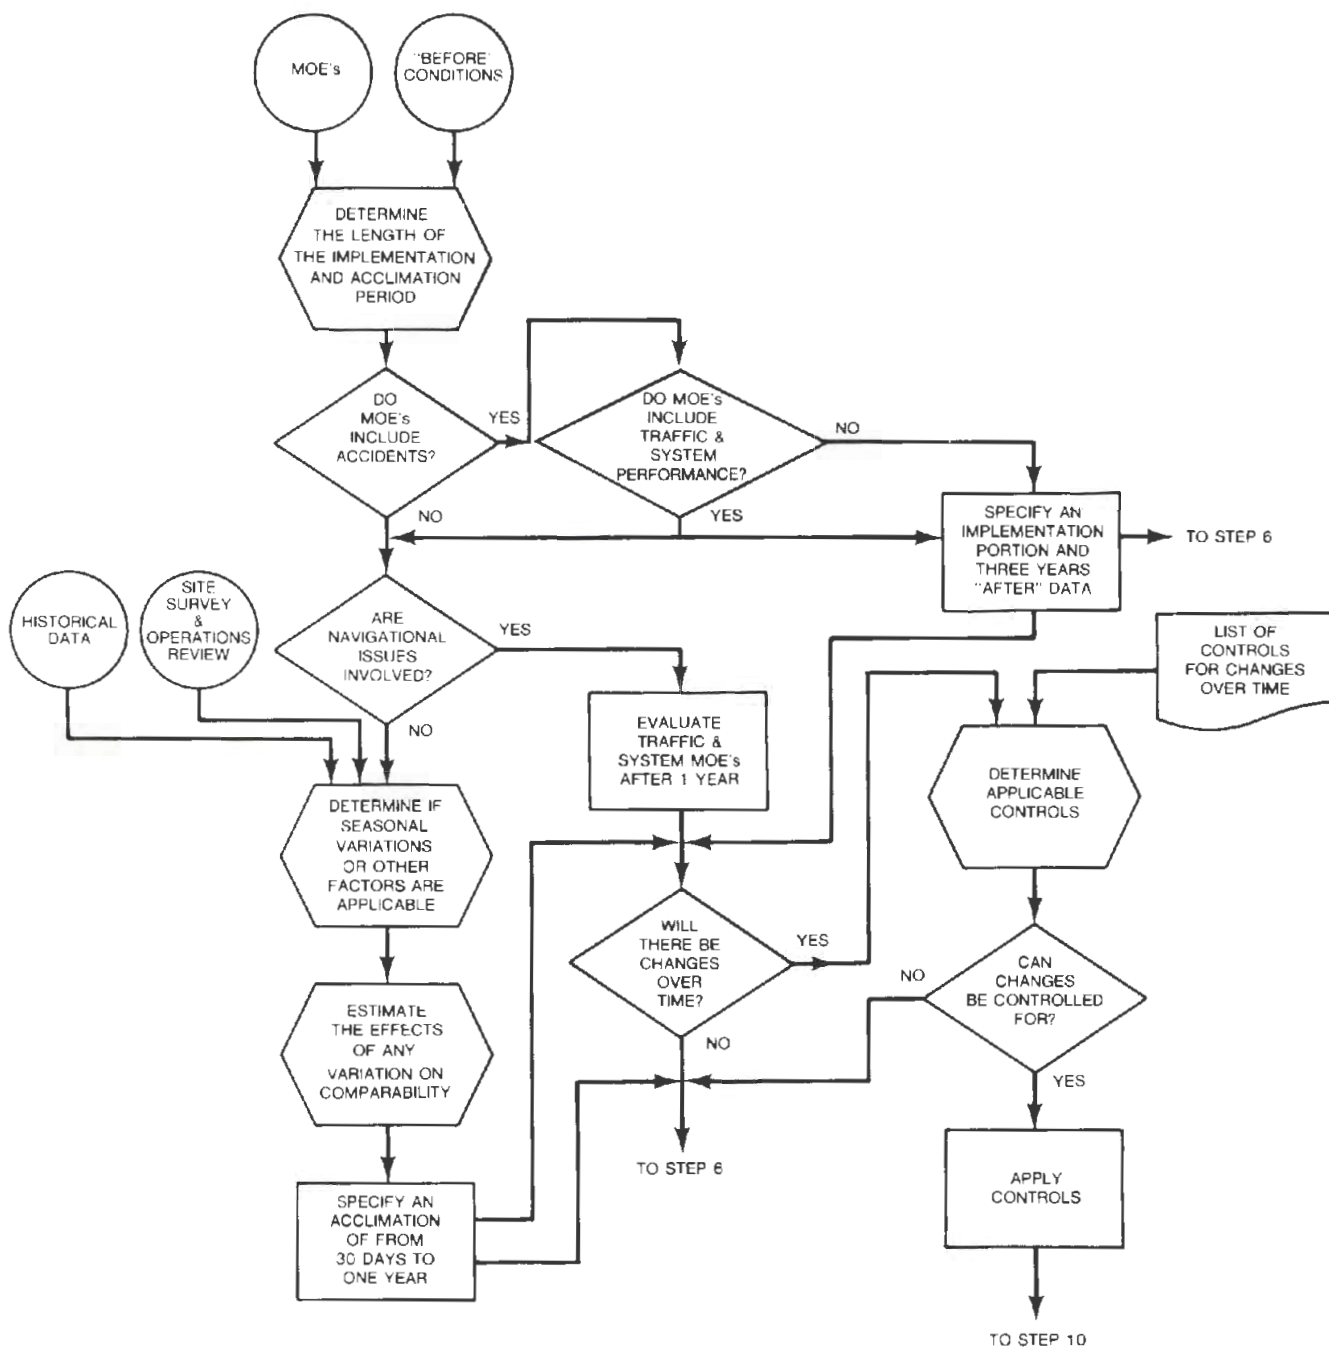 MOE's
"BEFORE"
CONDITIONS
DETERMINE
THE LENGTH OF
THE IMPLEMENTATION
AND ACCLIMATION
PERIOD
DO
MOE's
INCLUDE
ACCIDENTS?
YES
NO
DO MOE's
INCLUDE
TRAFFIC &
SYSTEM
PERFORMANCE?
NO
YES
SPECIFY AN
IMPLEMENTATION
PORTION AND
THREE YEARS
"AFTER" DATA
TO STEP 6
HISTORICAL
DATA
SITE
SURVEY
&
OPERATIONS
REVIEW
ARE
NAVIGATIONAL
ISSUES
INVOLVED?
YES
NO
EVALUATE
TRAFFIC &
SYSTEM MOE's
AFTER 1 YEAR
LIST OF
CONTROLS
FOR CHANGES
OVER TIME
DETERMINE IF
SEASONAL
VARIATIONS
OR OTHER
FACTORS ARE
APPLICABLE
DETERMINE
APPLICABLE
CONTROLS
WILL
THERE BE
CHANGES
OVER
TIME?
YES
NO
CAN
CHANGES
BE CONTROLLED
FOR?
NO
YES
ESTIMATE
THE EFFECTS
OF ANY
VARIATION ON
COMPARABILITY
TO STEP 6
SPECIFY AN
ACCLIMATION
OF FROM
30 DAYS TO
ONE YEAR
APPLY
CONTROLS
TO STEP 10